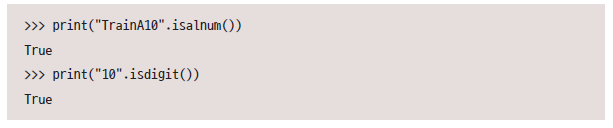 >>> print("TrainA10".isalnum())
True
>>> print("10".isdigit())
True